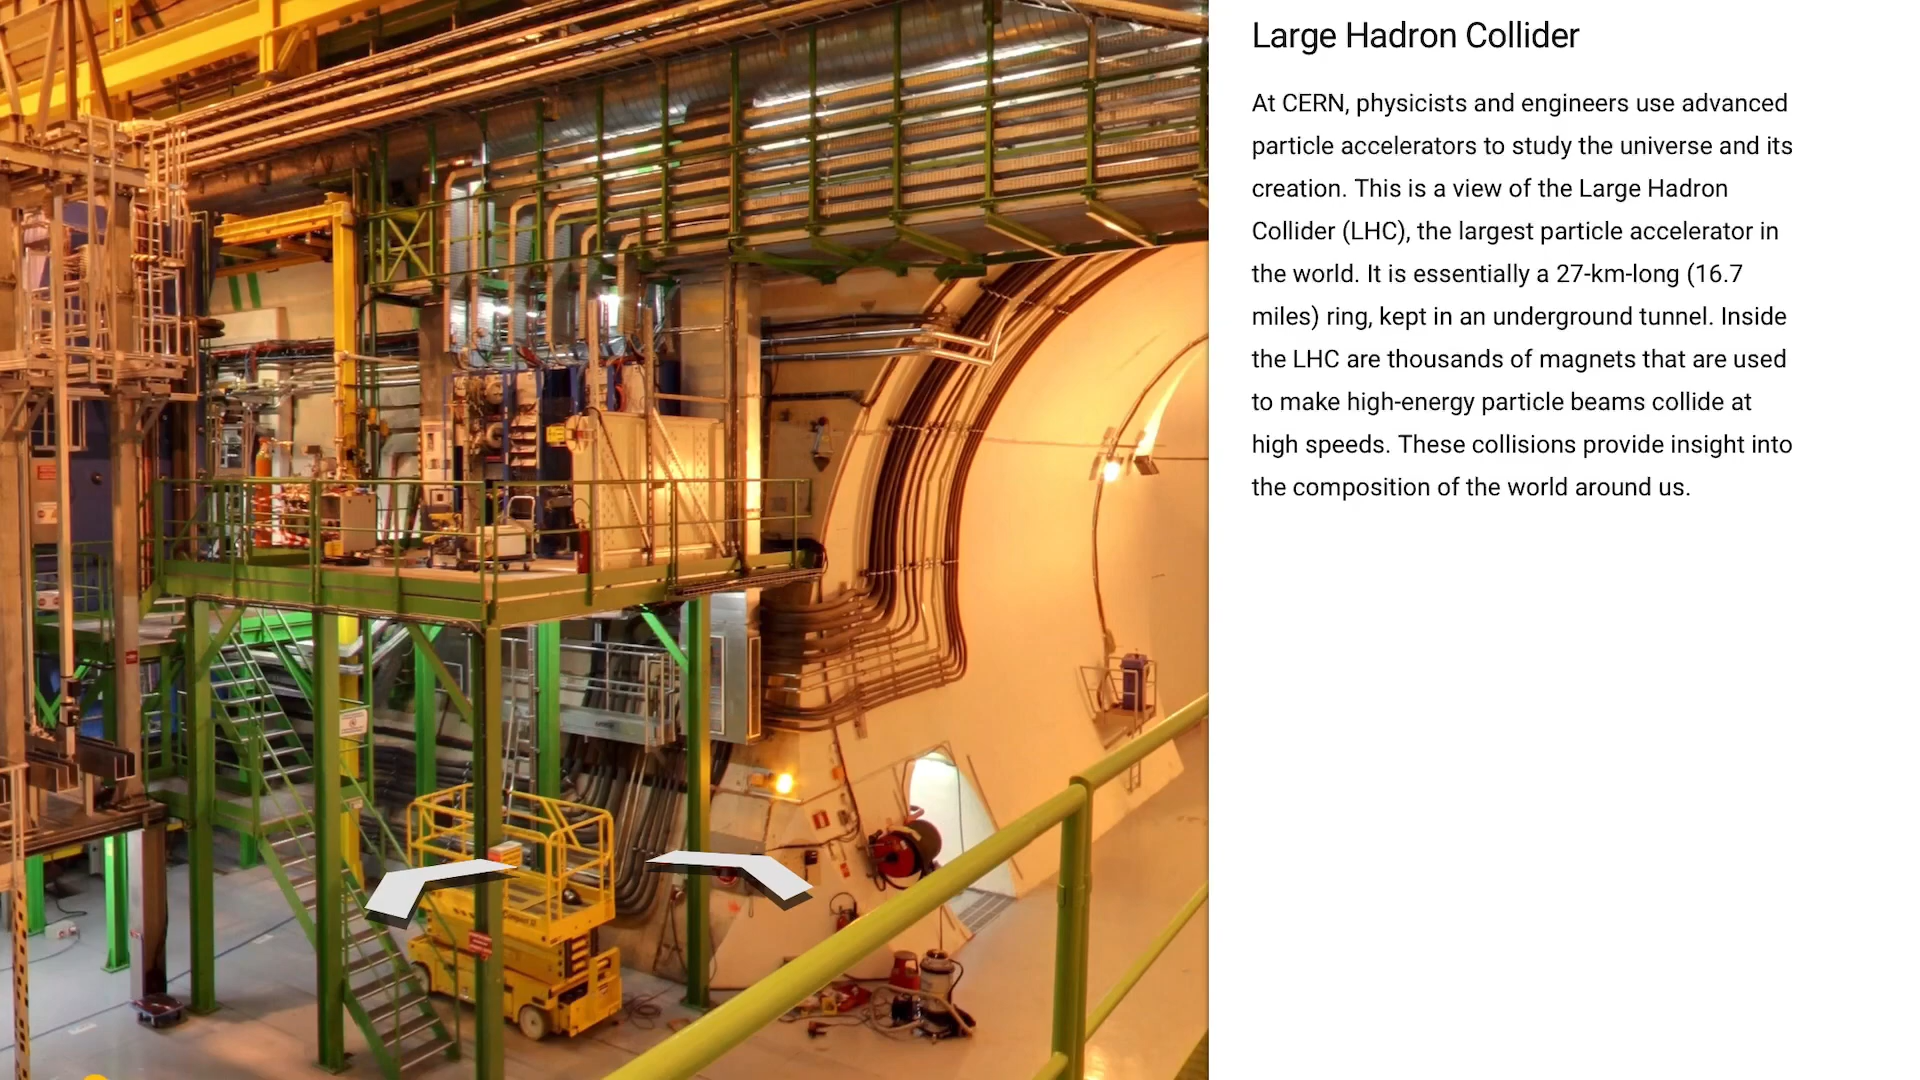 Large Hadron Collider
At CERN, physicists and engineers use advanced
particle accelerators to study the universe and its
creation. This is a view of the Large Hadron
Collider (LHC), the largest particle accelerator in
the world. It is essentially a 27-km-long (16.7
miles) ring, kept in an underground tunnel. Inside
the LHC are thousands of magnets that are used
to make high-energy particle beams collide at
high speeds. These collisions provide insight into
the composition of the world around us.